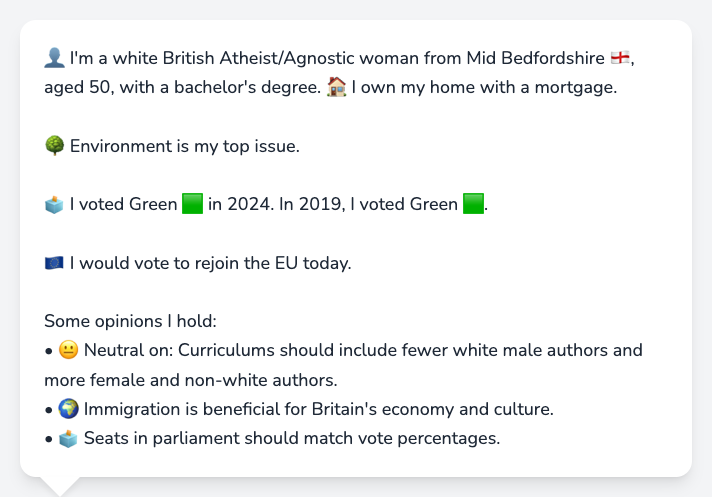 👤 I'm a white British Atheist/Agnostic woman from Mid Bedfordshire 🏴󠁧󠁢󠁥󠁮󠁧󠁿,
aged 50, with a bachelor's degree. 🏠 I own my home with a mortgage.
🌳 Environment is my top issue.
🗳️ I voted Green 🟩 in 2024. In 2019, I voted Green 🟩.
🇪🇺 I would vote to rejoin the EU today.
Some opinions I hold:
• 😐 Neutral on: Curriculums should include fewer white male authors and
more female and non-white authors.
• 🌍 Immigration is beneficial for Britain's economy and culture.
• 🗳️ Seats in parliament should match vote percentages.